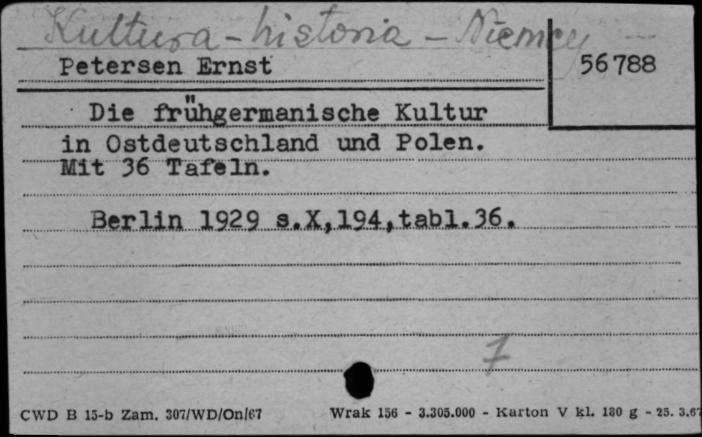 Kultura - historia - Niemcy
Petersen Ernst
56788
Die frühgermanische Kultur
in Ostdeutschland und Polen.
Mit 36 Tafeln.
Berlin 1929 s.X,194,tabl.36.
7
CWD B 15-b Zam. 307/WD/On/67 Wrak 156 - 3.305.000 - Karton V kl. 180 g - 25. 3.67